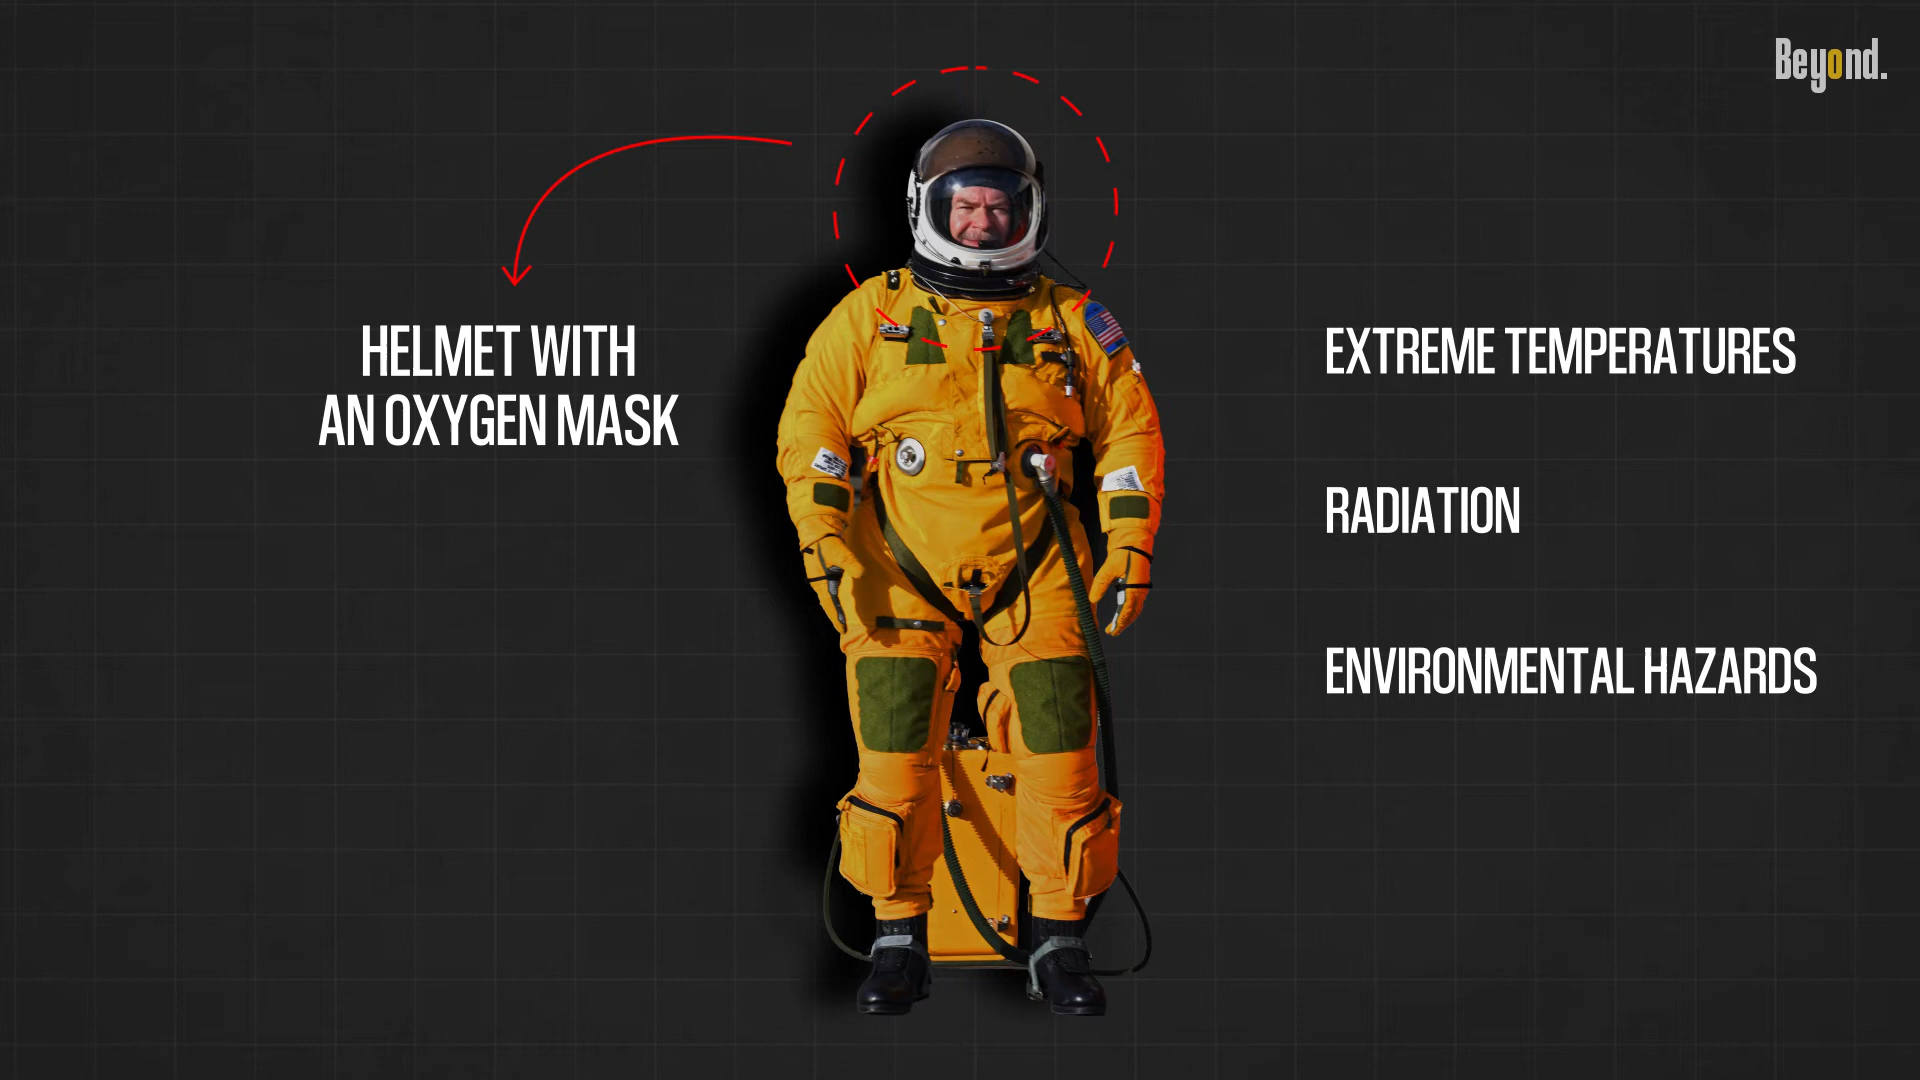 Beyond.
HELMET WITH
AN OXYGEN MASK
EXTREME TEMPERATURES
RADIATION
ENVIRONMENTAL HAZARDS